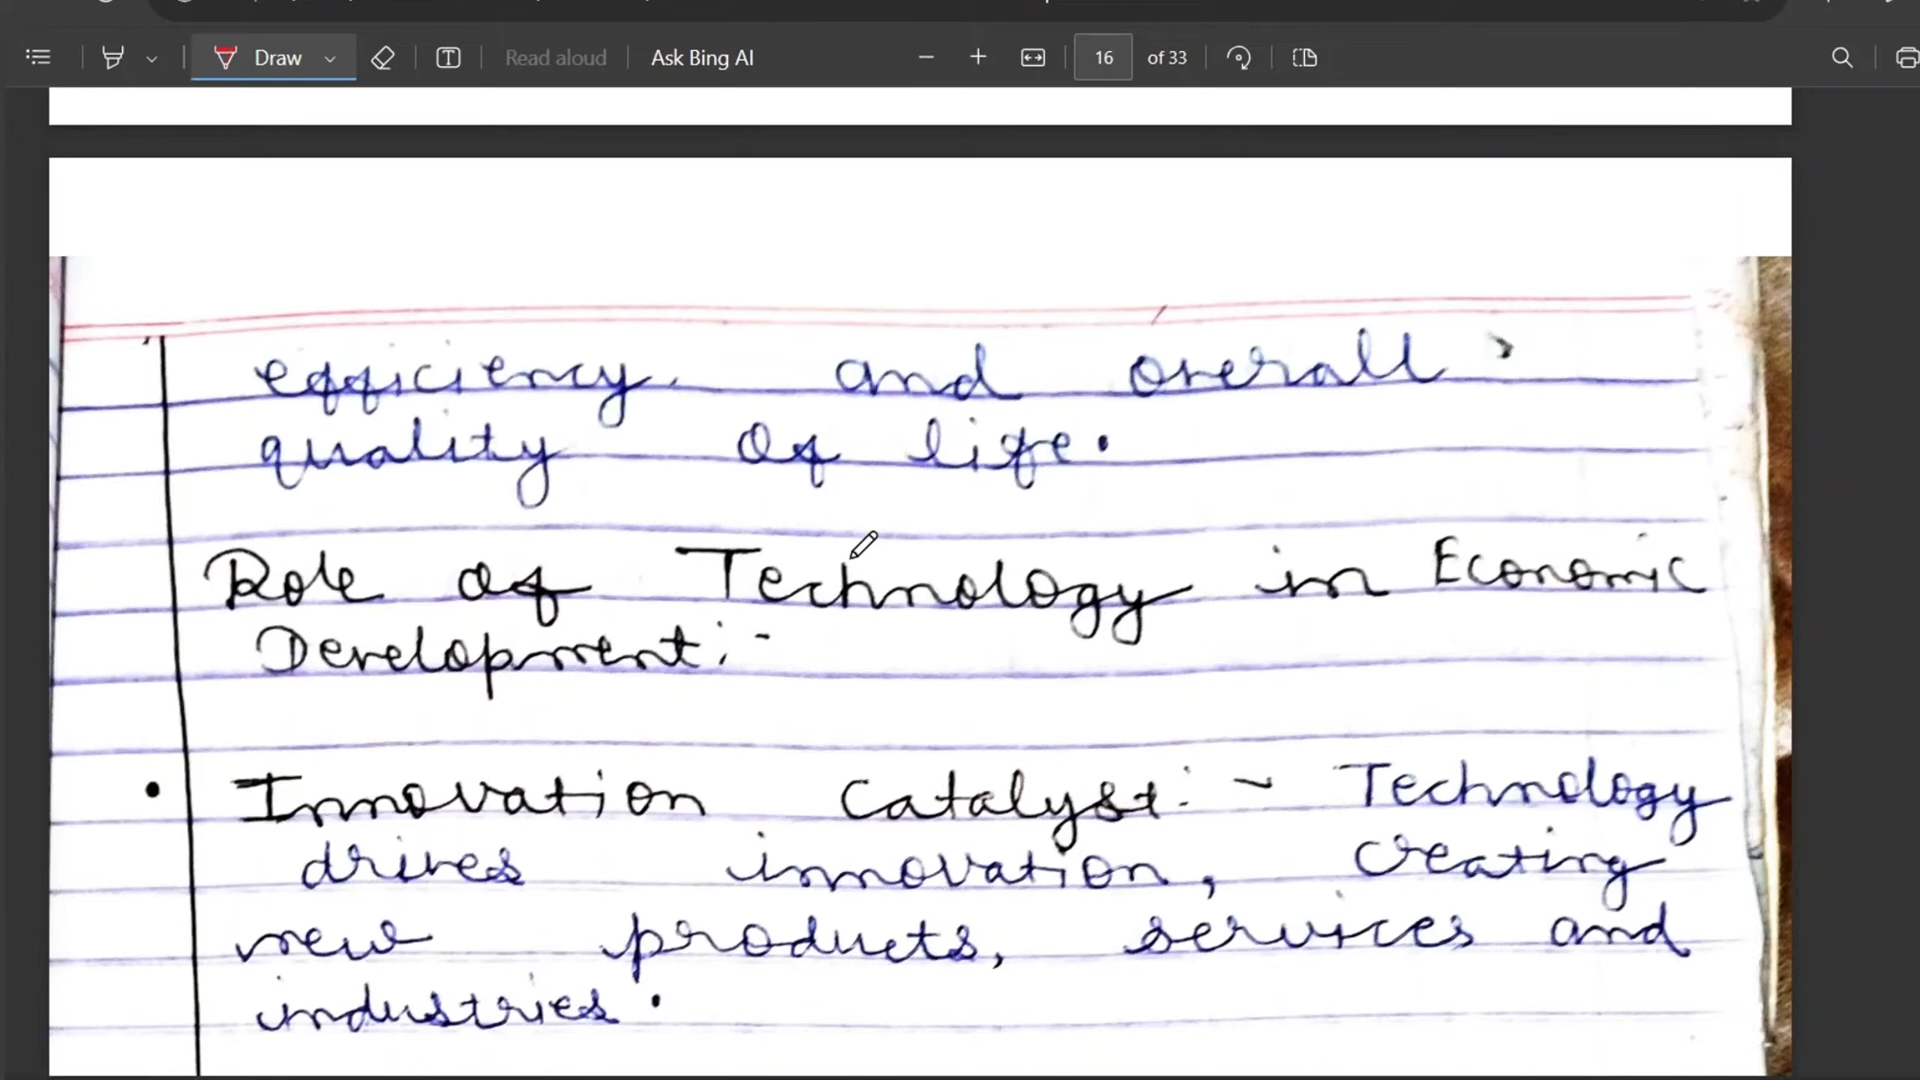 Draw
Read aloud
Ask Bing AI
16 of 33
efficiency and overall
quality of life.
Role of Technology in Economic
Development:-
• Innovation Catalyst:- Technology
drives innovation, creating
new products, services and
industries.